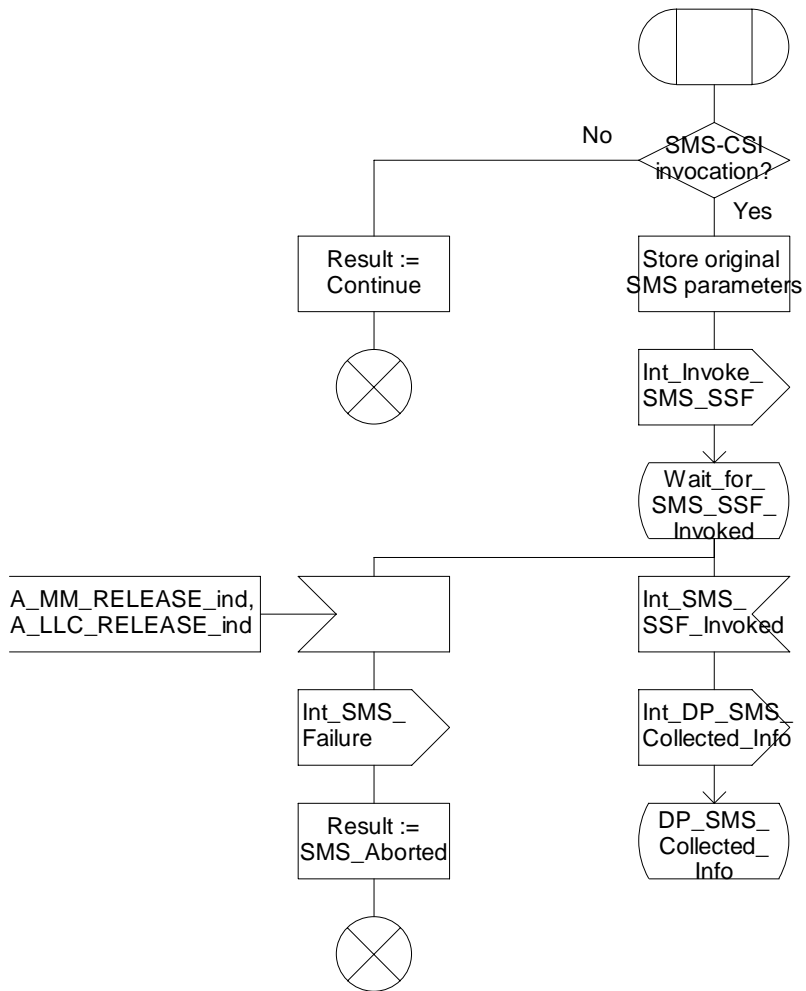 No
SMS-CSI
invocation?
Yes
Result :=
Continue
Store original
SMS parameters
Int_Invoke_
SMS_SSF
Wait_for_
SMS_SSF_
Invoked
A_MM_RELEASE_ind,
A_LLC_RELEASE_ind
Int_SMS_
SSF_Invoked
Int_SMS_
Failure
Int_DP_SMS_
Collected_Info
Result :=
SMS_Aborted
DP_SMS_
Collected_
Info